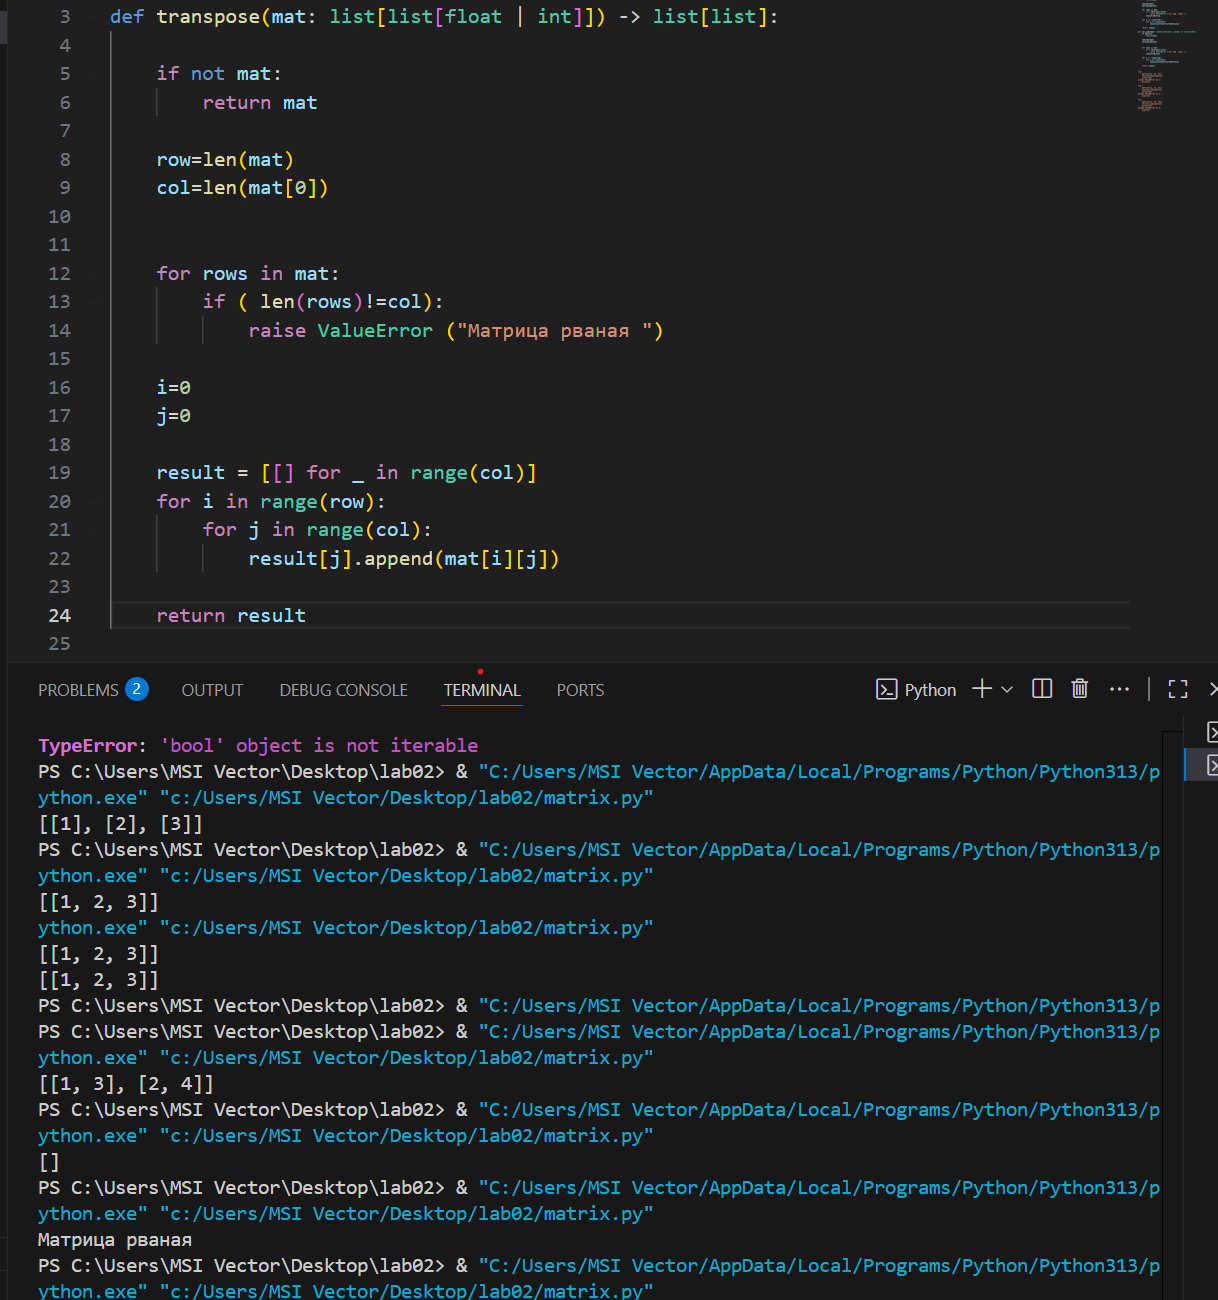 3 def transpose(mat: list[list[float | int]]) -> list[list]:
4
5 if not mat:
6 return mat
7
8 row=len(mat)
9 col=len(mat[0])
10
11
12 for rows in mat:
13 if ( len(rows)!=col):
14 raise ValueError ("Матрица рваная ")
15
16 i=0
17 j=0
18
19 result = [[] for _ in range(col)]
20 for i in range(row):
21 for j in range(col):
22 result[j].append(mat[i][j])
23
24 return result
25
PROBLEMS 2 OUTPUT DEBUG CONSOLE TERMINAL PORTS Python
TypeError: 'bool' object is not iterable
PS C:\Users\MSI Vector\Desktop\lab02> & "C:/Users/MSI Vector/AppData/Local/Programs/Python/Python313/p
ython.exe" "c:/Users/MSI Vector/Desktop/lab02/matrix.py"
[[1], [2], [3]]
PS C:\Users\MSI Vector\Desktop\lab02> & "C:/Users/MSI Vector/AppData/Local/Programs/Python/Python313/p
ython.exe" "c:/Users/MSI Vector/Desktop/lab02/matrix.py"
[[1, 2, 3]]
ython.exe" "c:/Users/MSI Vector/Desktop/lab02/matrix.py"
[[1, 2, 3]]
[[1, 2, 3]]
PS C:\Users\MSI Vector\Desktop\lab02> & "C:/Users/MSI Vector/AppData/Local/Programs/Python/Python313/p
PS C:\Users\MSI Vector\Desktop\lab02> & "C:/Users/MSI Vector/AppData/Local/Programs/Python/Python313/p
ython.exe" "c:/Users/MSI Vector/Desktop/lab02/matrix.py"
[[1, 3], [2, 4]]
PS C:\Users\MSI Vector\Desktop\lab02> & "C:/Users/MSI Vector/AppData/Local/Programs/Python/Python313/p
ython.exe" "c:/Users/MSI Vector/Desktop/lab02/matrix.py"
[]
PS C:\Users\MSI Vector\Desktop\lab02> & "C:/Users/MSI Vector/AppData/Local/Programs/Python/Python313/p
ython.exe" "c:/Users/MSI Vector/Desktop/lab02/matrix.py"
Матрица рваная
PS C:\Users\MSI Vector\Desktop\lab02> & "C:/Users/MSI Vector/AppData/Local/Programs/Python/Python313/p
ython.exe" "c:/Users/MSI Vector/Desktop/lab02/matrix.py"